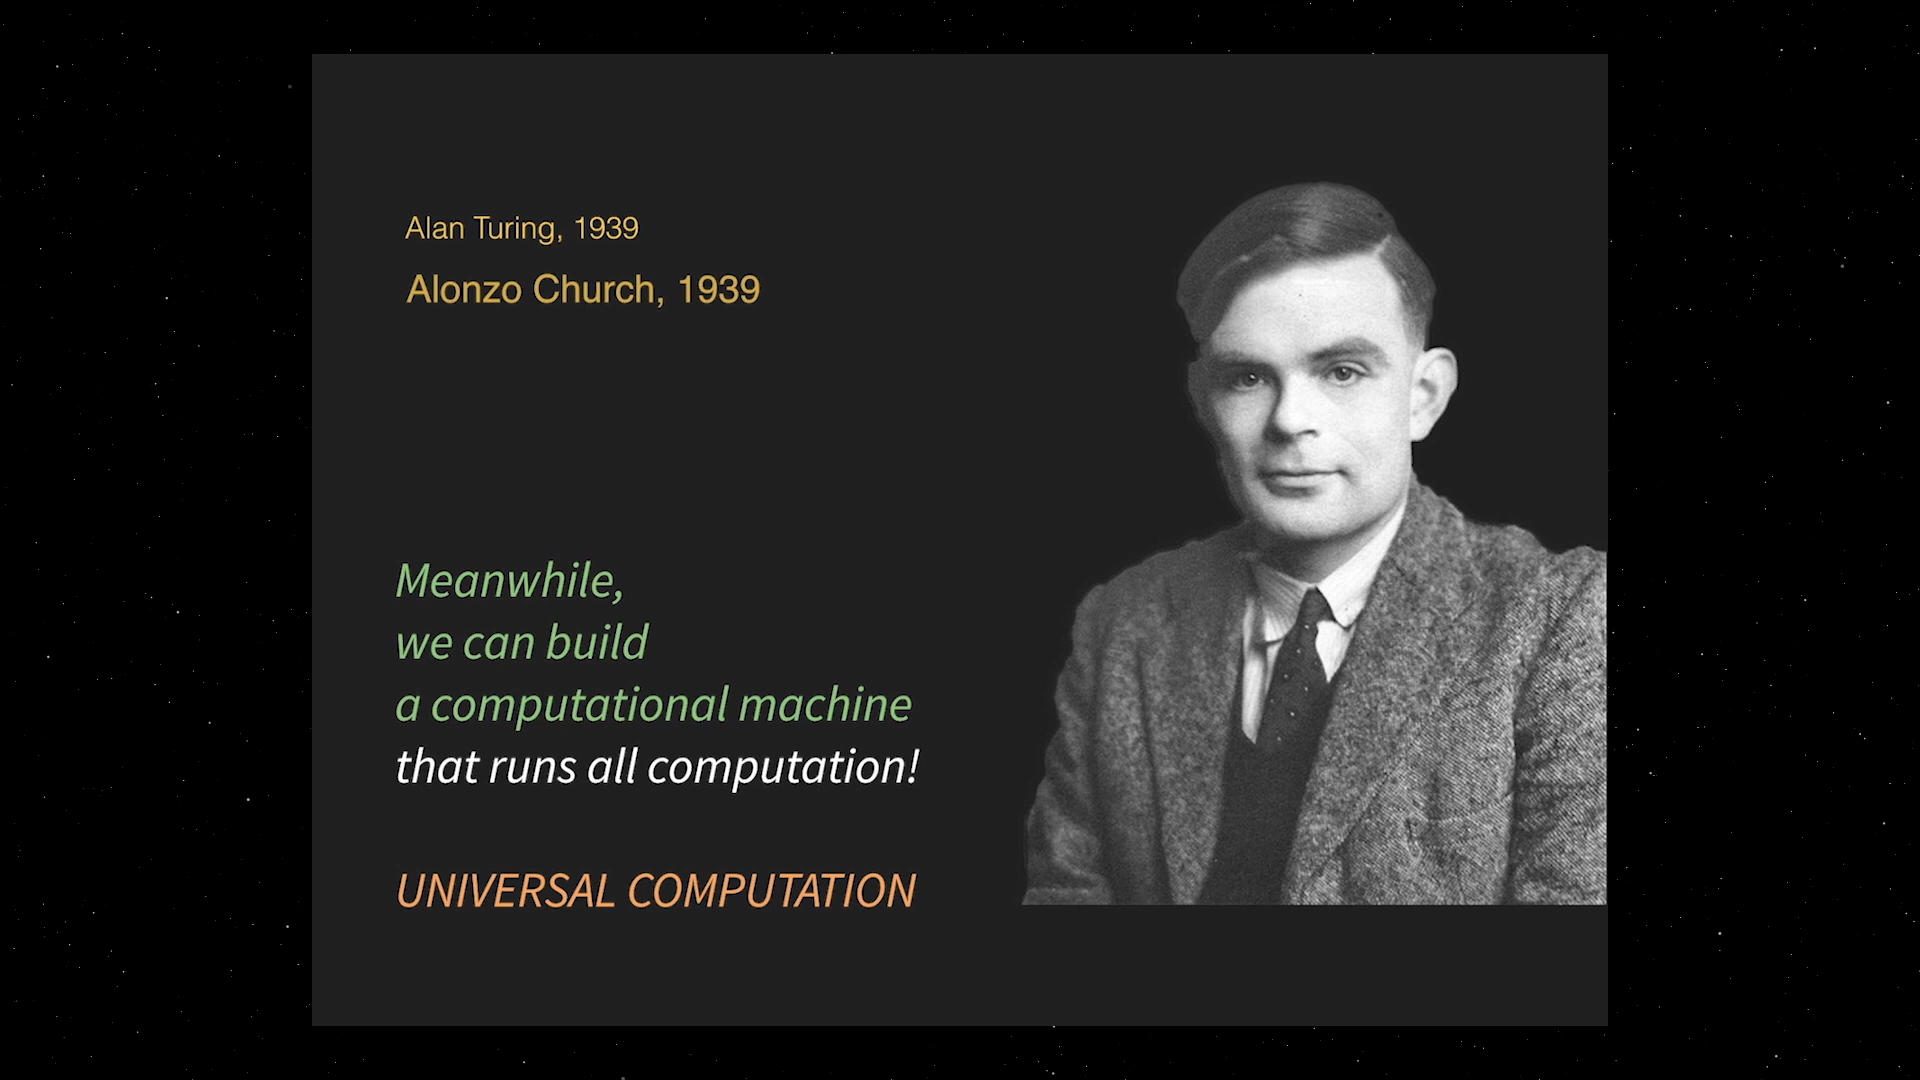 Alan Turing, 1939
Alonzo Church, 1939
Meanwhile,
we can build
a computational machine
that runs all computation!
UNIVERSAL COMPUTATION